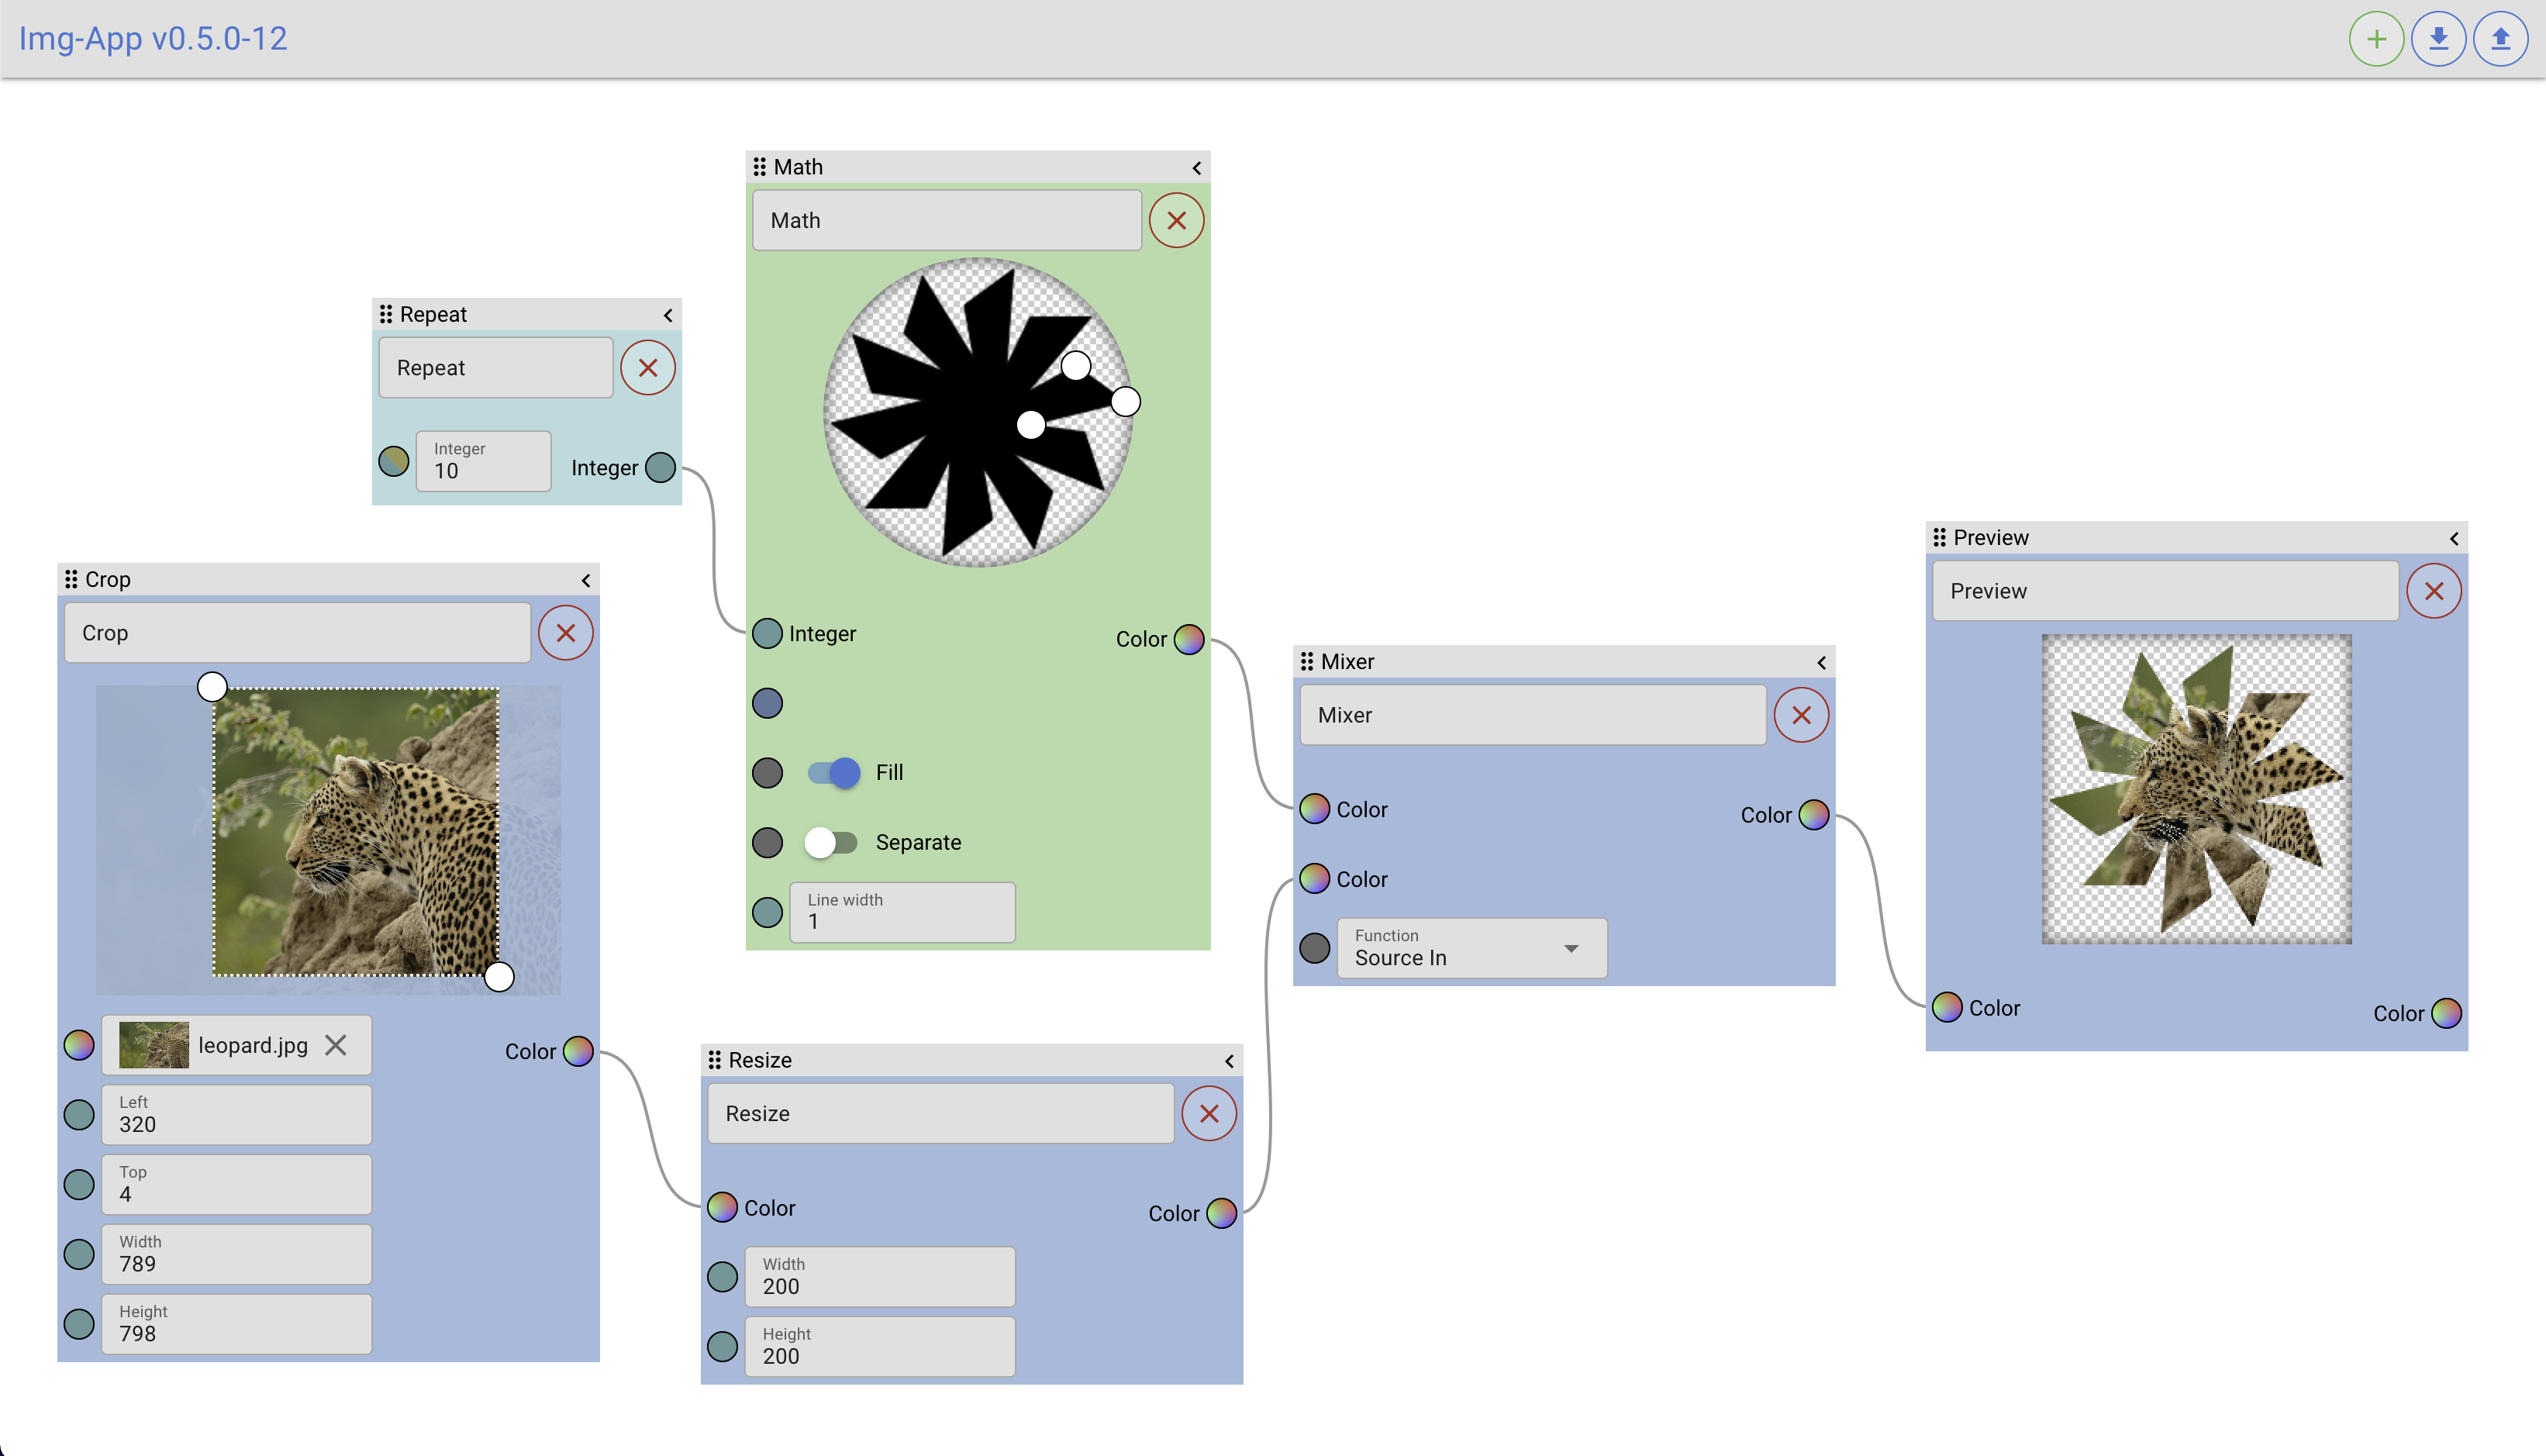 Img-App v0.5.0-12
Math
Math
Integer
Color
Fill
Separate
Line width
1
Repeat
Repeat
Integer
10
Integer
Crop
Crop
leopard.jpg
Color
Left
320
Top
4
Width
789
Height
798
Resize
Resize
Color
Color
Width
200
Height
200
Mixer
Mixer
Color
Color
Color
Function
Source In
Preview
Preview
Color
Color